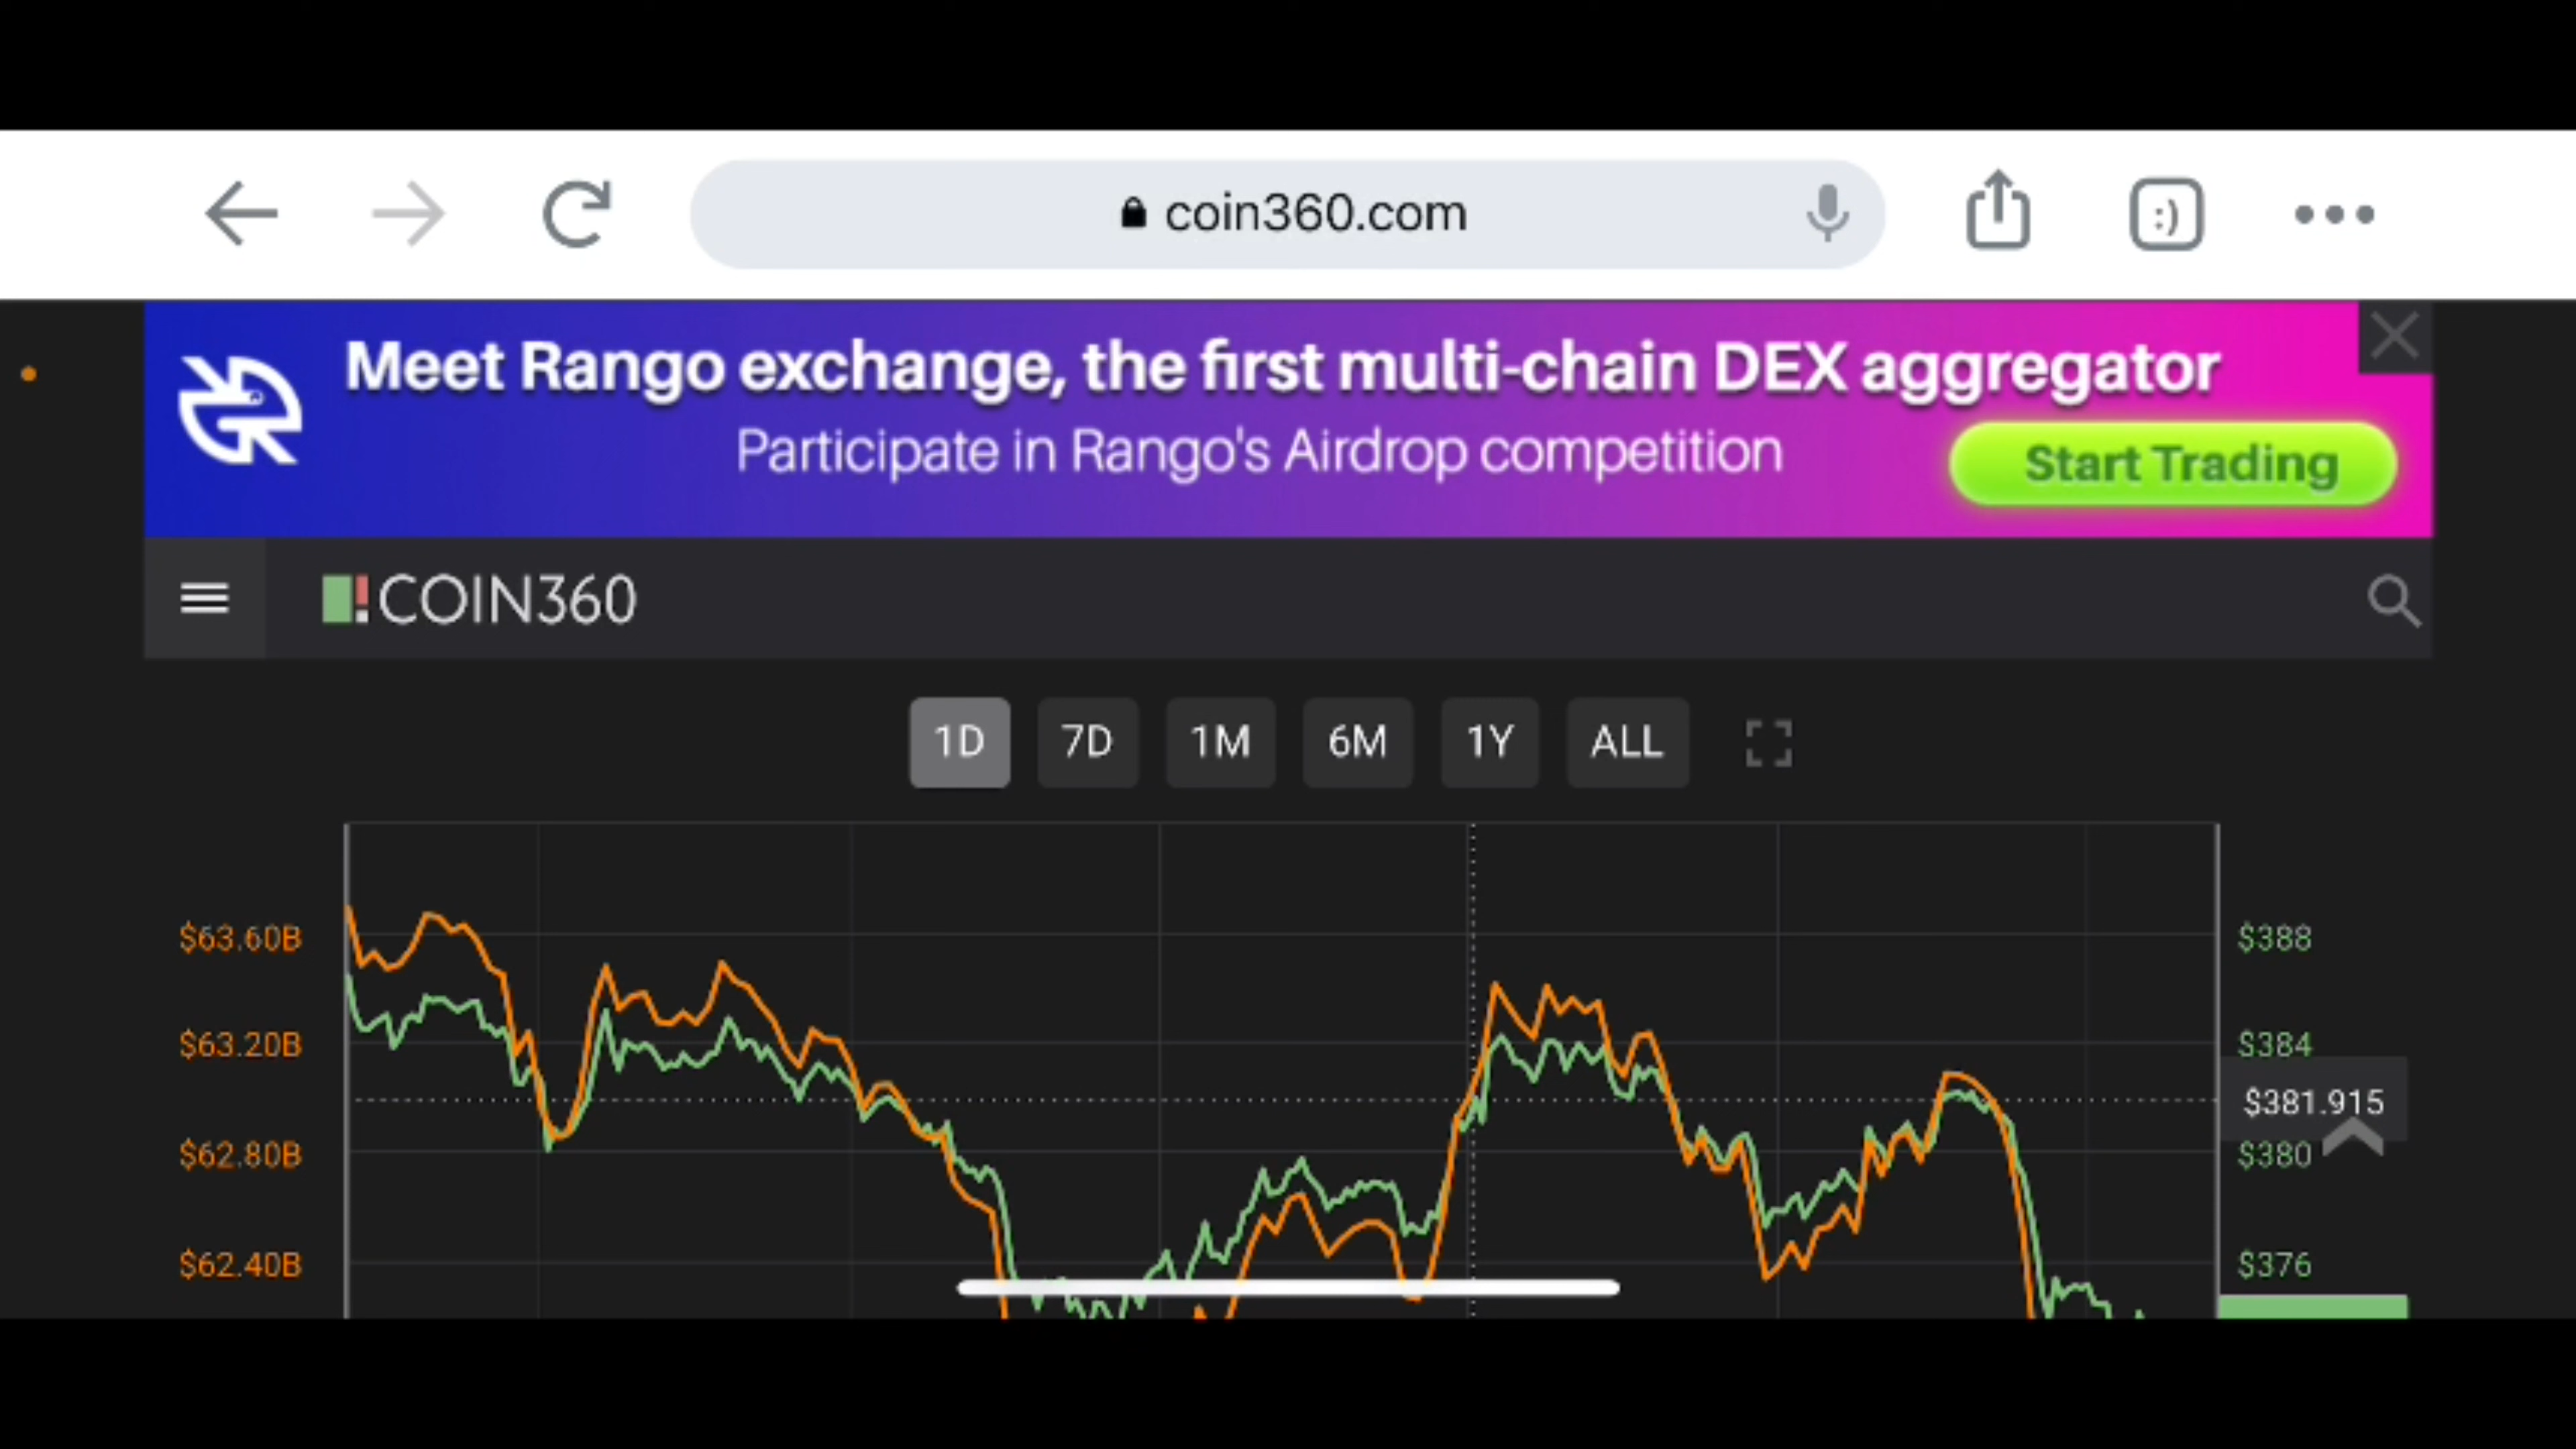 coin360.com
:)
Meet Rango exchange, the first multi-chain DEX aggregator
Participate in Rango's Airdrop competition
Start Trading
COIN360
1D 7D 1M 6M 1Y ALL
$63.60B $388
$63.20B $384
$381.915
$62.80B $380
$62.40B $376